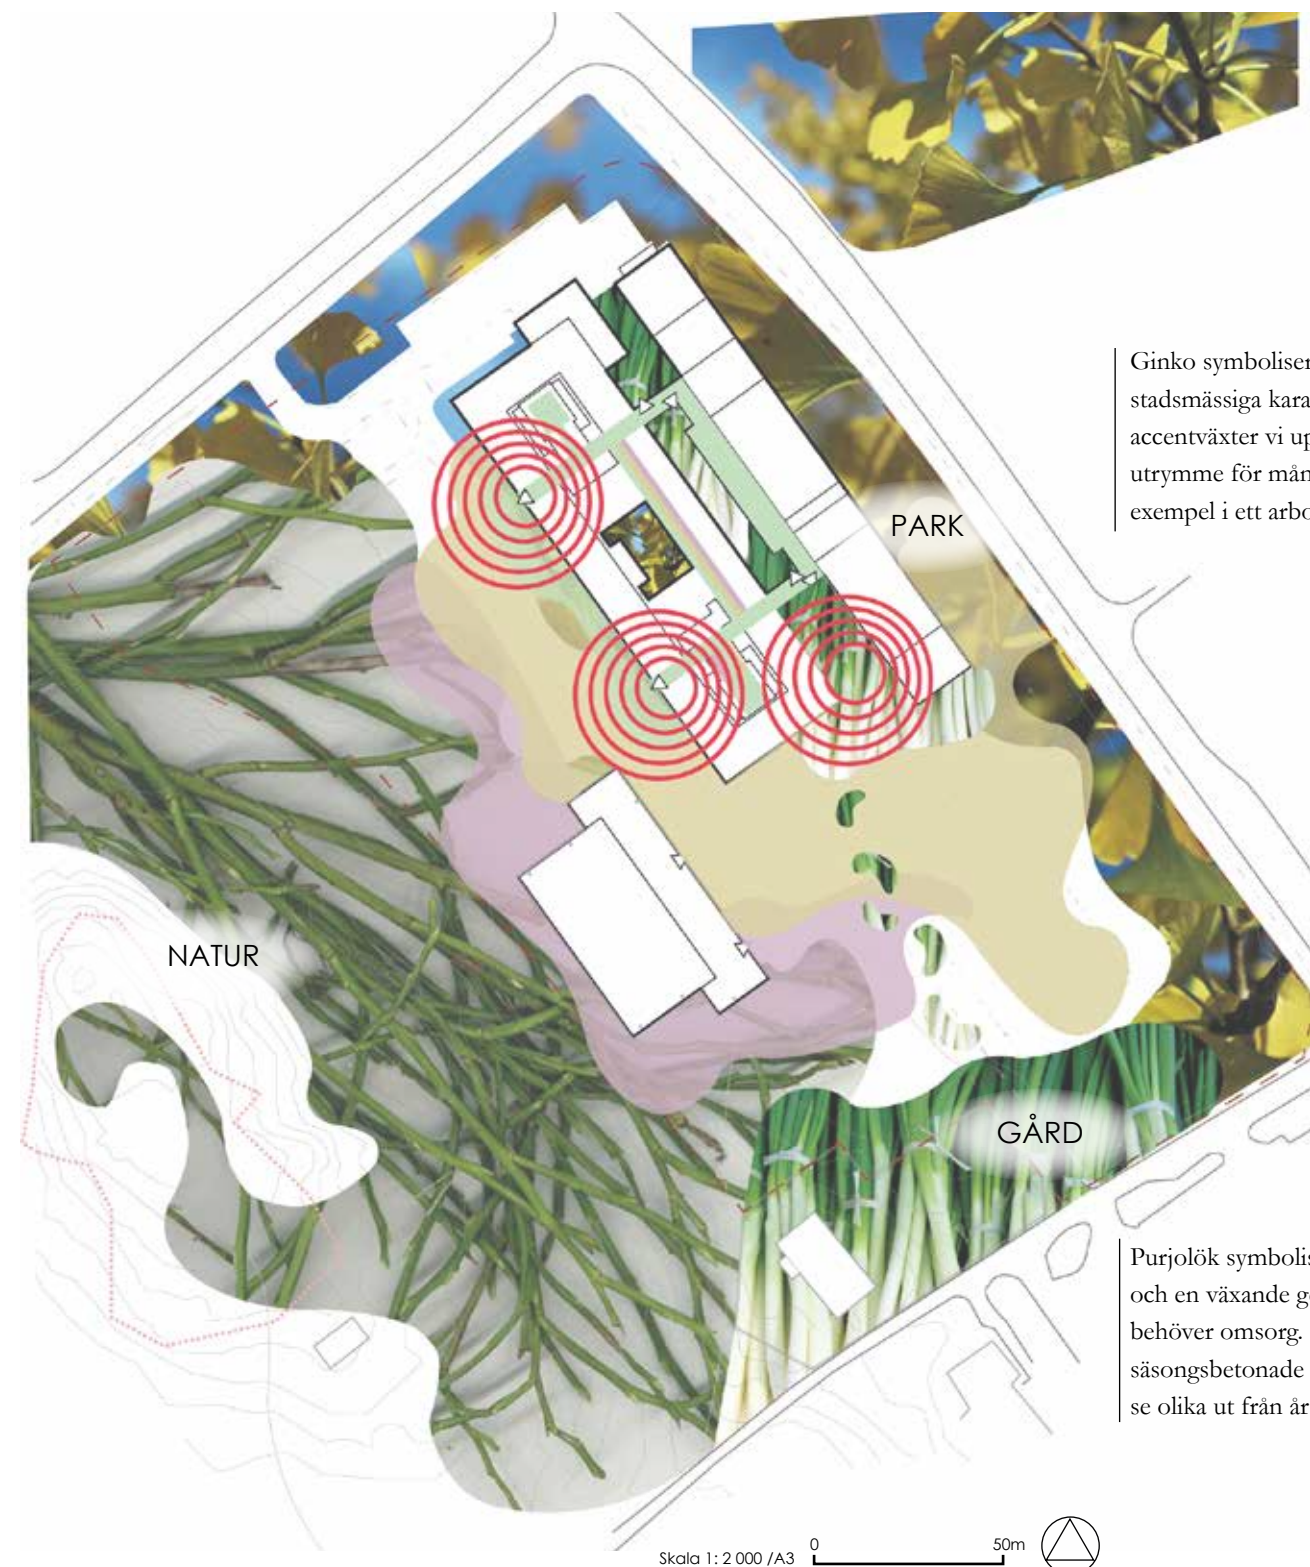 Ginko symboliser
stadsmässiga kara
accentväxter vi up
utrymme för mån
exempel i ett arbo
PARK
NATUR
GÅRD
Purjolök symbolis
och en växande g
behöver omsorg.
säsongsbetonade
se olika ut från år
Skala 1: 2 000 /A3
0
50m